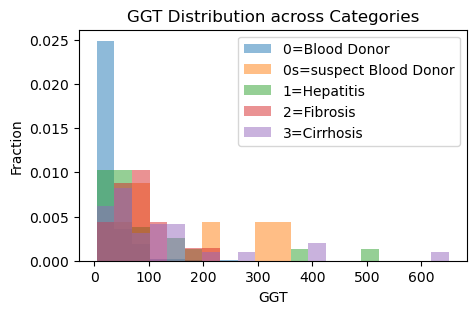 GGT Distribution across Categories
0.025
0.020
0.015
0.010
0.005
0.000
Fraction
0=Blood Donor
0s=suspect Blood Donor
1=Hepatitis
2=Fibrosis
3=Cirrhosis
0 100 200 300 400 500 600
GGT